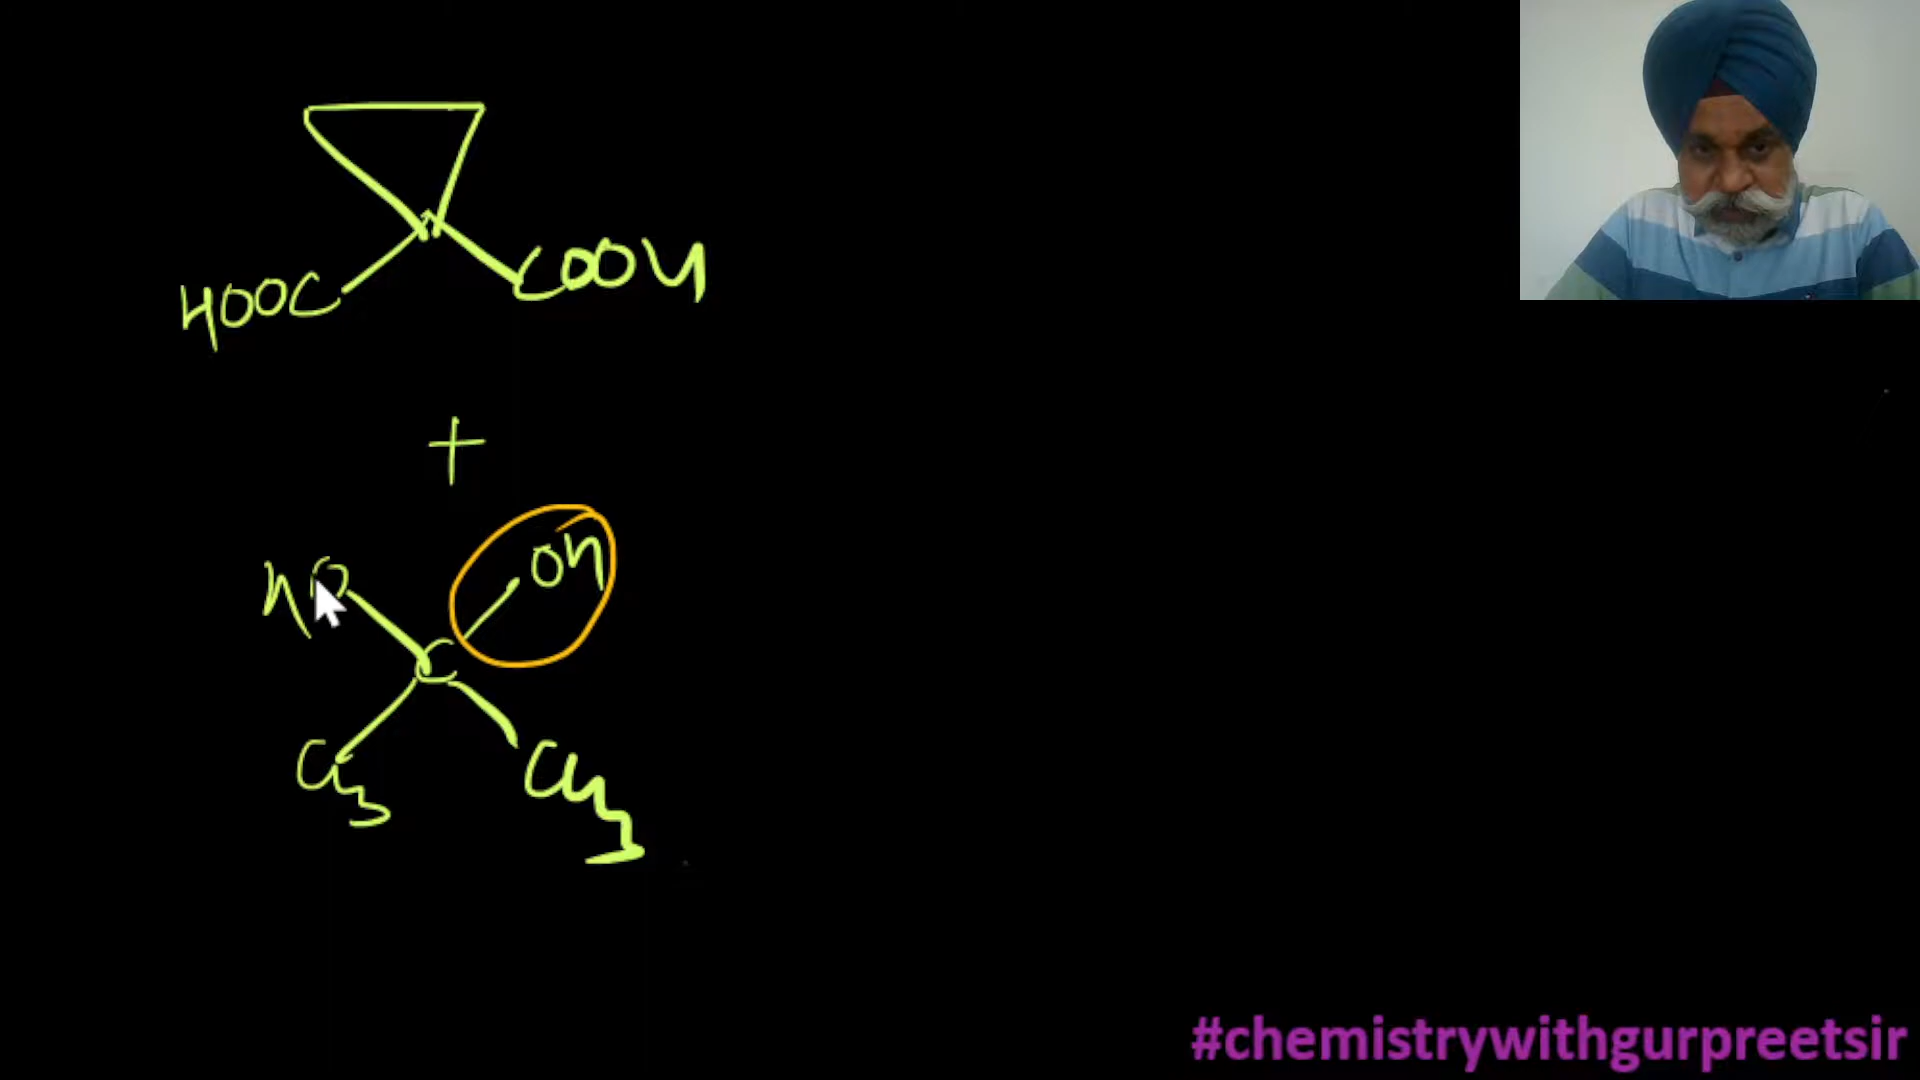 HOOC COOH
+
HO OH
C
CH3 CH3
#chemistrywithgurpreetsir